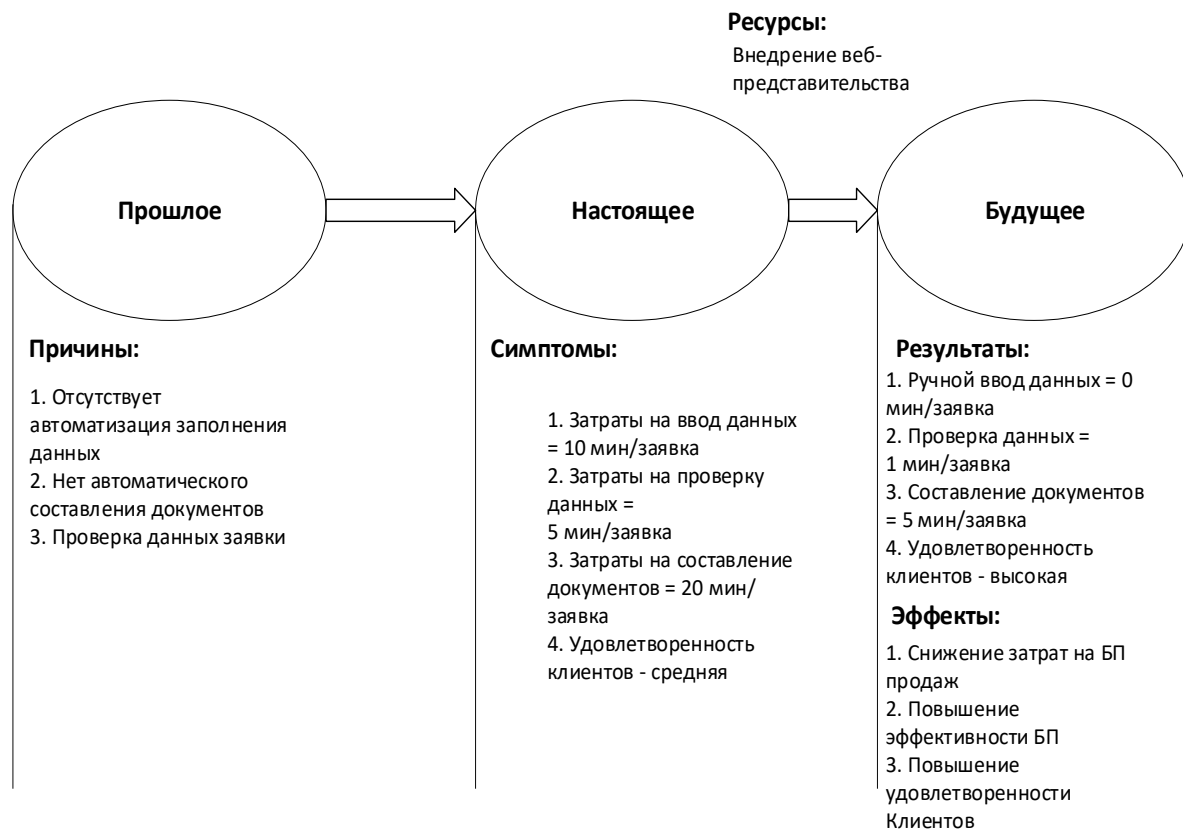 Ресурсы:
Внедрение веб-
представительства
Прошлое
Настоящее
Будущее
Причины:
1. Отсутствует
автоматизация заполнения
данных
2. Нет автоматического
составления документов
3. Проверка данных заявки
Симптомы:
1. Затраты на ввод данных
= 10 мин/заявка
2. Затраты на проверку
данных =
5 мин/заявка
3. Затраты на составление
документов = 20 мин/
заявка
4. Удовлетворенность
клиентов - средняя
Результаты:
1. Ручной ввод данных = 0
мин/заявка
2. Проверка данных =
1 мин/заявка
3. Составление документов
= 5 мин/заявка
4. Удовлетворенность
клиентов - высокая
Эффекты:
1. Снижение затрат на БП
продаж
2. Повышение
эффективности БП
3. Повышение
удовлетворенности
Клиентов